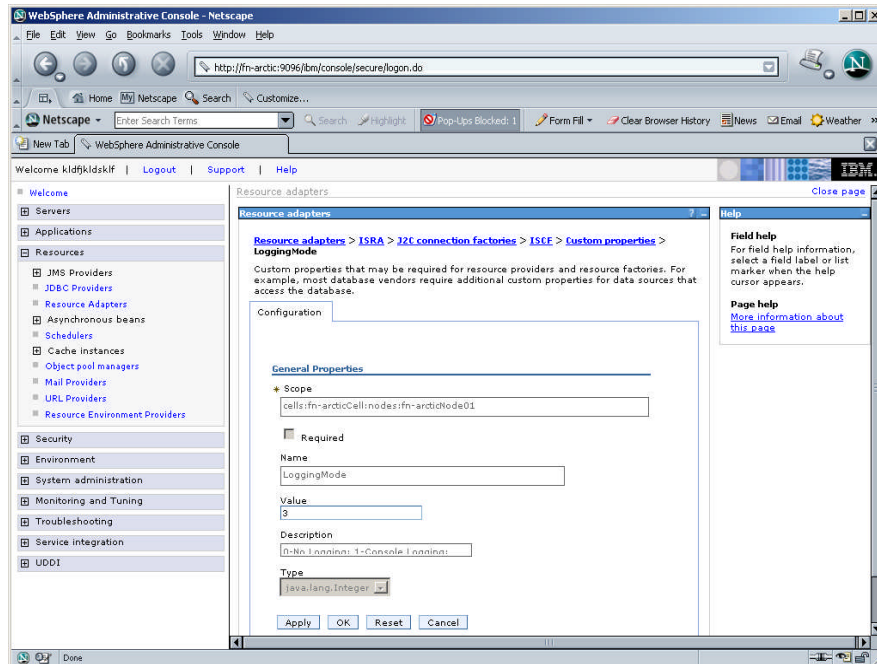 WebSphere Administrative Console - Netscape
File Edit View Go Bookmarks Tools Window Help
http://fn-arctic:9096/ibm/console/secure/logon.do
Home My Netscape Search Customize...
Netscape Enter Search Terms Search Highlight Pop-Ups Blocked: 1 Form Fill Clear Browser History News Email Weather »
New Tab WebSphere Administrative Console
Welcome kldfjkldsklf | Logout | Support | Help IBM.
Welcome
Servers
Applications
Resources
JMS Providers
JDBC Providers
Resource Adapters
Asynchronous beans
Schedulers
Cache instances
Object pool managers
Mail Providers
URL Providers
Resource Environment Providers
Security
Environment
System administration
Monitoring and Tuning
Troubleshooting
Service integration
UDDI
Resource adapters Close page
Resource adapters ? -
Resource adapters > ISRA > J2C connection factories > ISCF > Custom properties >
LoggingMode
Custom properties that may be required for resource providers and resource factories. For
example, most database vendors require additional custom properties for data sources that
access the database.
Configuration
General Properties
Scope
cells:fn-arcticCell:nodes:fn-arcticNode01
Required
Name
LoggingMode
Value
3
Description
0-No Logging; 1-Console Logging;
Type
java.lang.Integer
Apply OK Reset Cancel
Help -
Field help
For field help information,
select a field label or list
marker when the help
cursor appears.
Page help
More information about
this page
Done